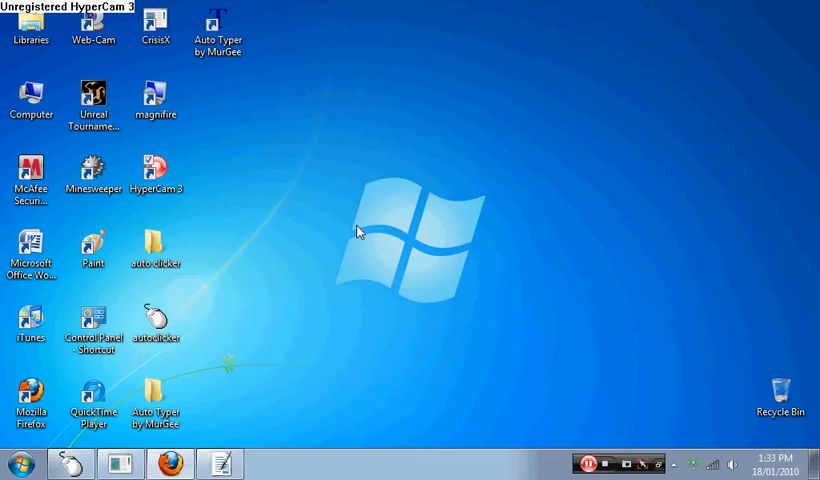 Unregistered HyperCam 3
Libraries
Web-Cam
CrisisX
Auto Typer
by MurGee
Computer
Unreal
Tourname...
magnifire
McAfee
Securi...
Minesweeper
HyperCam 3
Microsoft
Office Wo...
Paint
auto clicker
iTunes
Control Panel
- Shortcut
autoclicker
Mozilla
Firefox
QuickTime
Player
Auto Typer
by MurGee
Recycle Bin
1:33 PM
18/01/2010